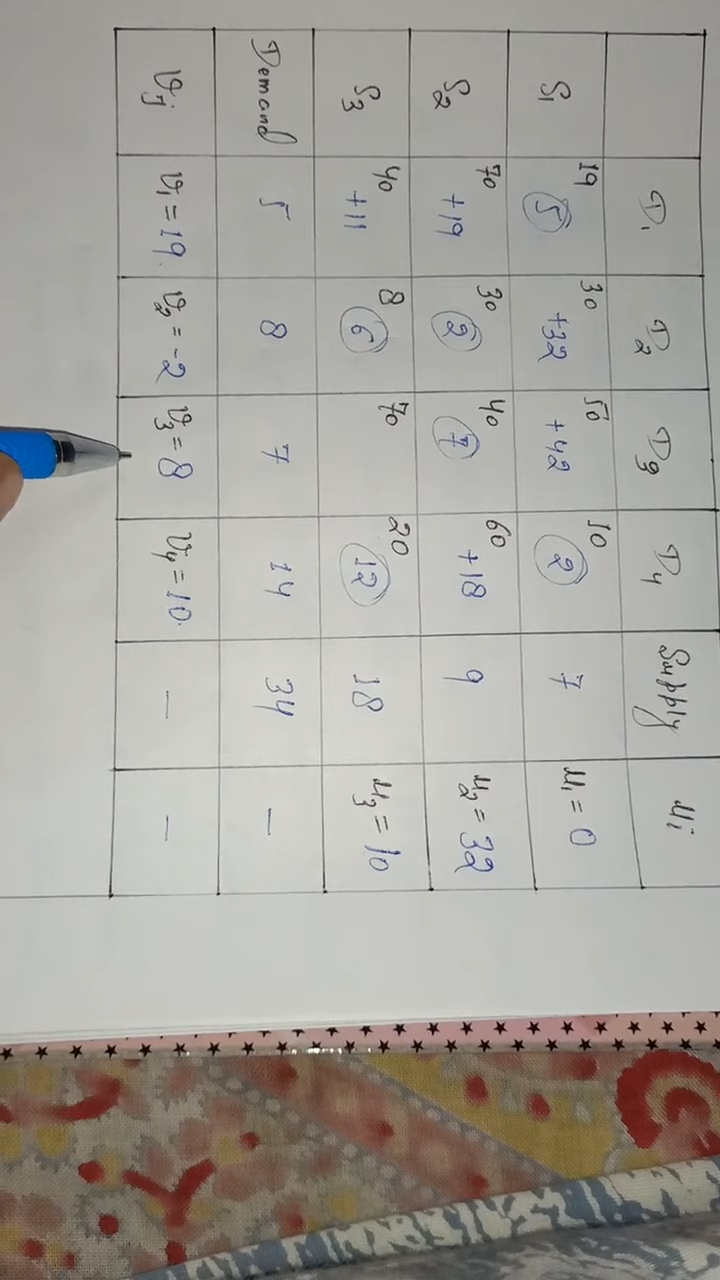 D₁ D₂ D₃ D₄ Supply uᵢ
S₁ 19 5 30 +32 50 +42 10 2 7 u₁ = 0
S₂ 70 +19 30 2 40 7 60 +18 9 u₂ = 32
S₃ 40 +11 8 6 70 20 12 18 u₃ = 10
Demand 5 8 7 14 34 –
vⱼ v₁ = 19. v₂ = -2 v₃ = 8 v₄ = 10. – –